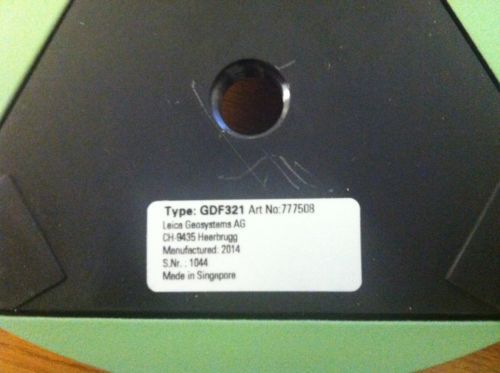 Type: GDF321 Art No:777508
Leica Geosystems AG
CH-9435 Heerbrugg
Manufactured: 2014
S.Nr. : 1044
Made in Singapore